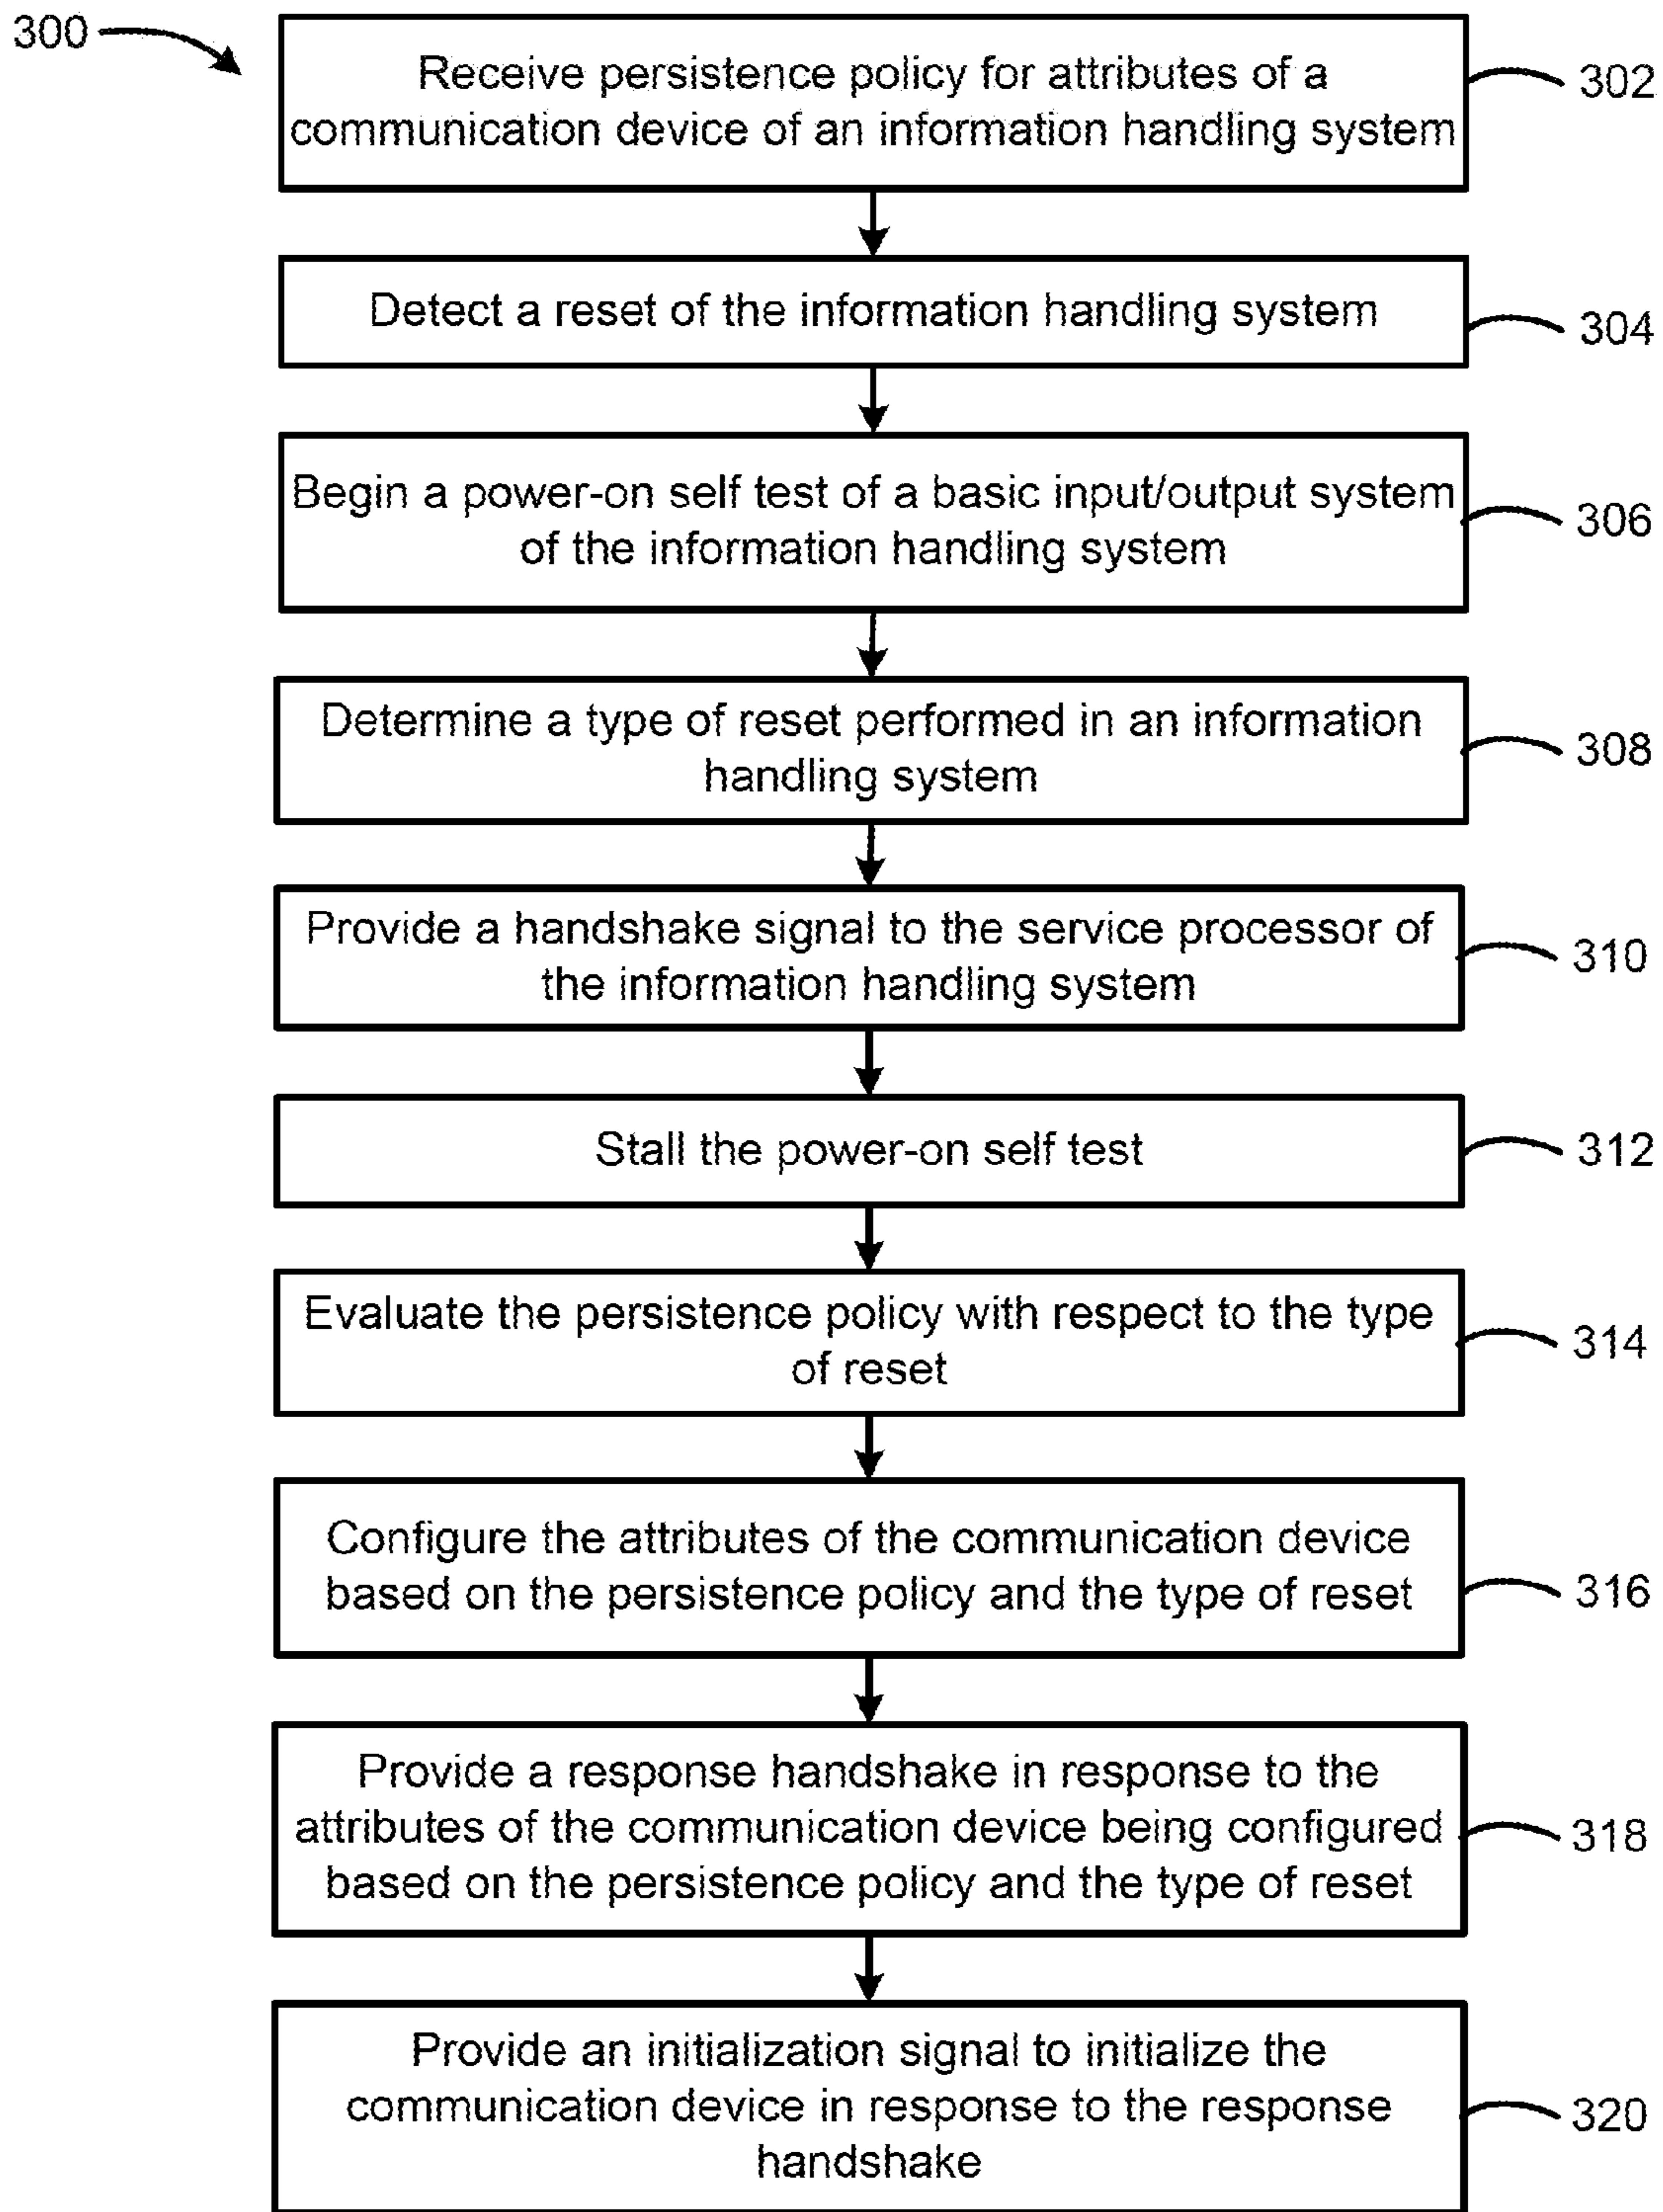 300
Receive persistence policy for attributes of a
communication device of an information handling system
302
Detect a reset of the information handling system
304
Begin a power-on self test of a basic input/output system
of the information handling system
306
Determine a type of reset performed in an information
handling system
308
Provide a handshake signal to the service processor of
the information handling system
310
Stall the power-on self test
312
Evaluate the persistence policy with respect to the type
of reset
314
Configure the attributes of the communication device
based on the persistence policy and the type of reset
316
Provide a response handshake in response to the
attributes of the communication device being configured
based on the persistence policy and the type of reset
318
Provide an initialization signal to initialize the
communication device in response to the response
handshake
320